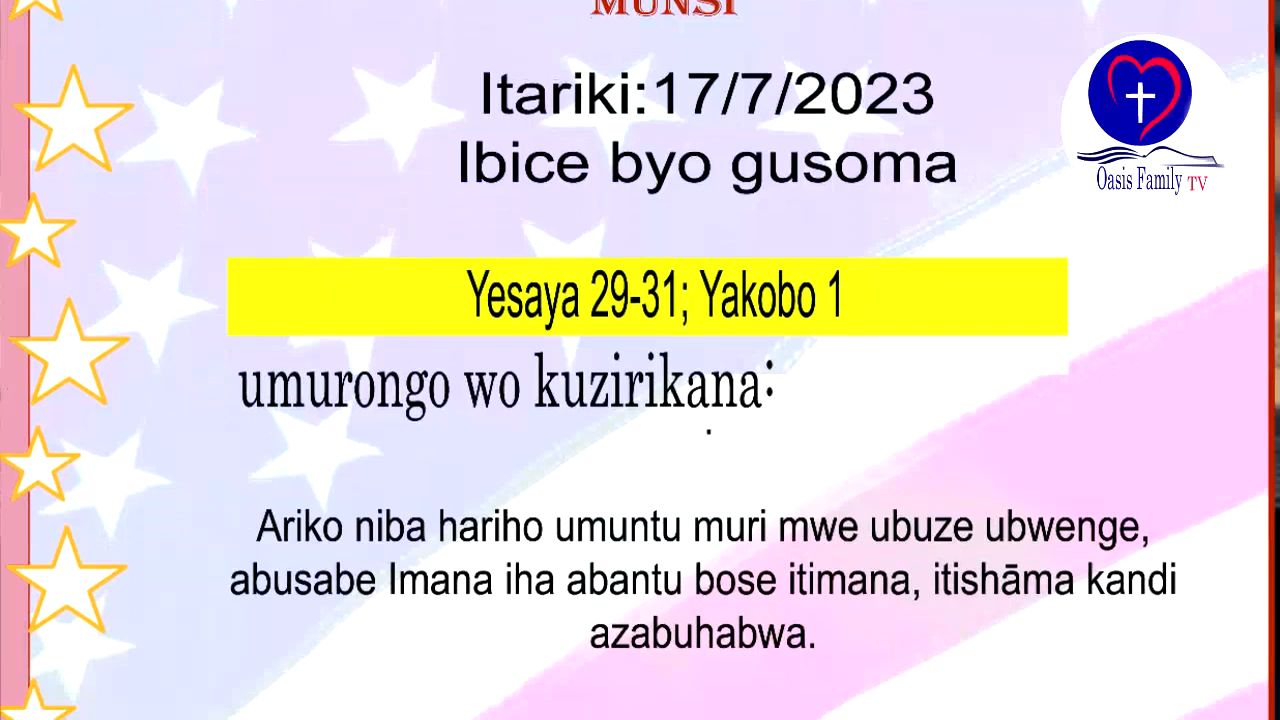 MUNSI
Itariki:17/7/2023
Ibice byo gusoma
Oasis Family TV
Yesaya 29-31; Yakobo 1
umurongo wo kuzirikana:
.
Ariko niba hariho umuntu muri mwe ubuze ubwenge,
abusabe Imana iha abantu bose itimana, itishāma kandi
azabuhabwa.